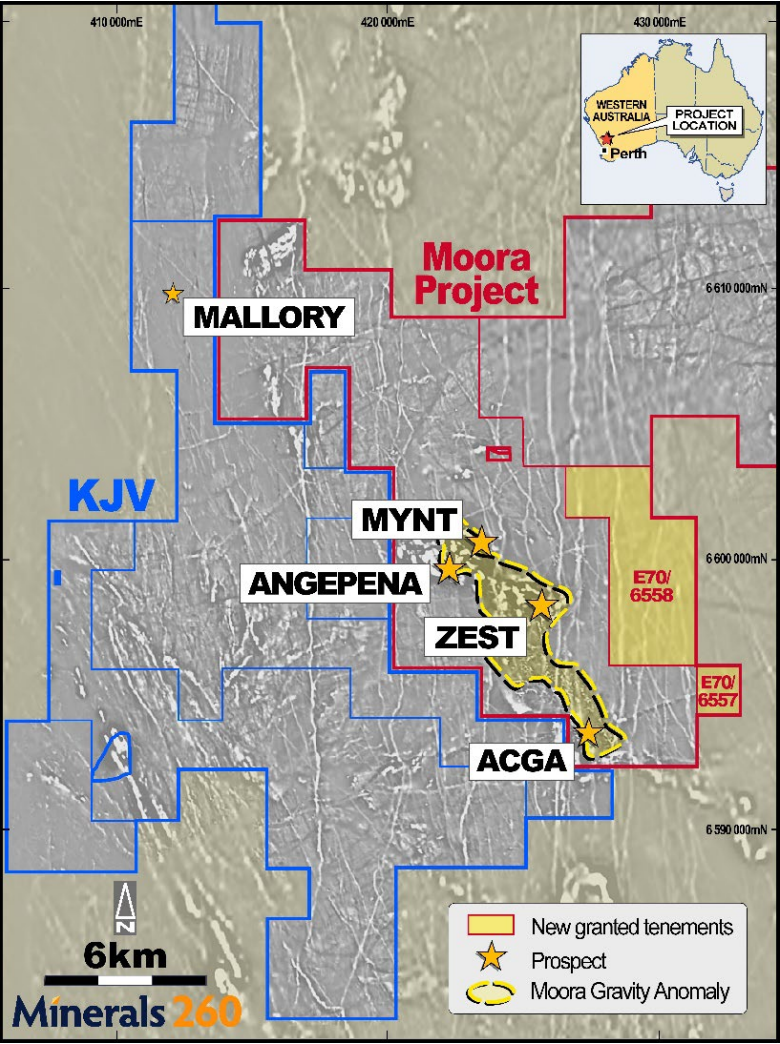 410 000mE
420 000mE
430 000mE
WESTERN
AUSTRALIA
PROJECT
LOCATION
Perth
Moora
Project
6 610 000mN
MALLORY
KJV
MYNT
6 600 000mN
ANGEPENA
E70/
6558
ZEST
E70/
6557
ACGA
6 590 000mN
N
6km
Minerals 260
New granted tenements
Prospect
Moora Gravity Anomaly